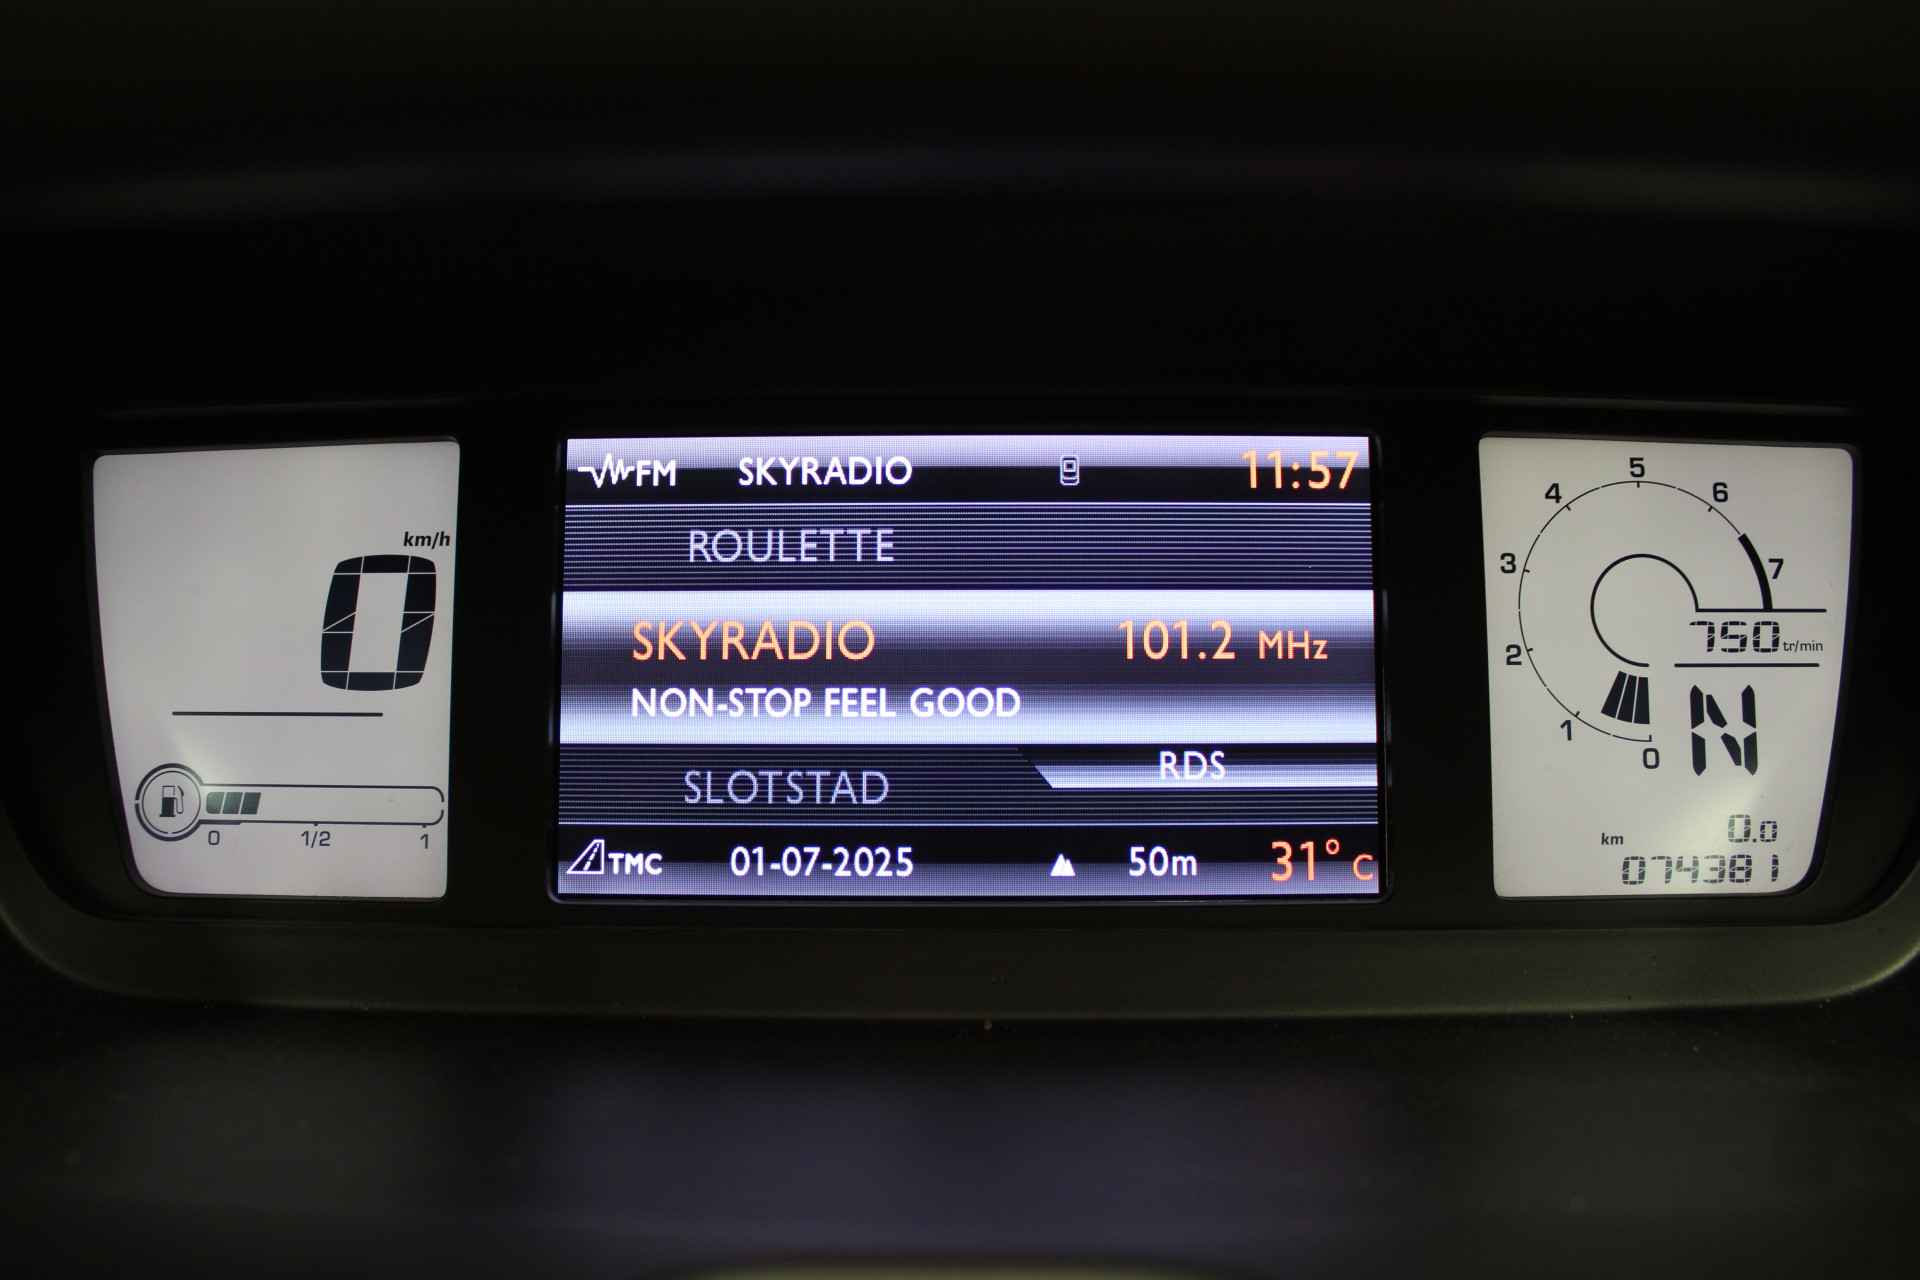 km/h
0
0 1/2 1
FM SKYRADIO 11:57
ROULETTE
SKYRADIO 101.2 MHz
NON-STOP FEEL GOOD
SLOTSTAD RDS
TMC 01-07-2025 50m 31° C
5
4 6
3 7
750 tr/min
2
1
0
N
km 0.0
074381